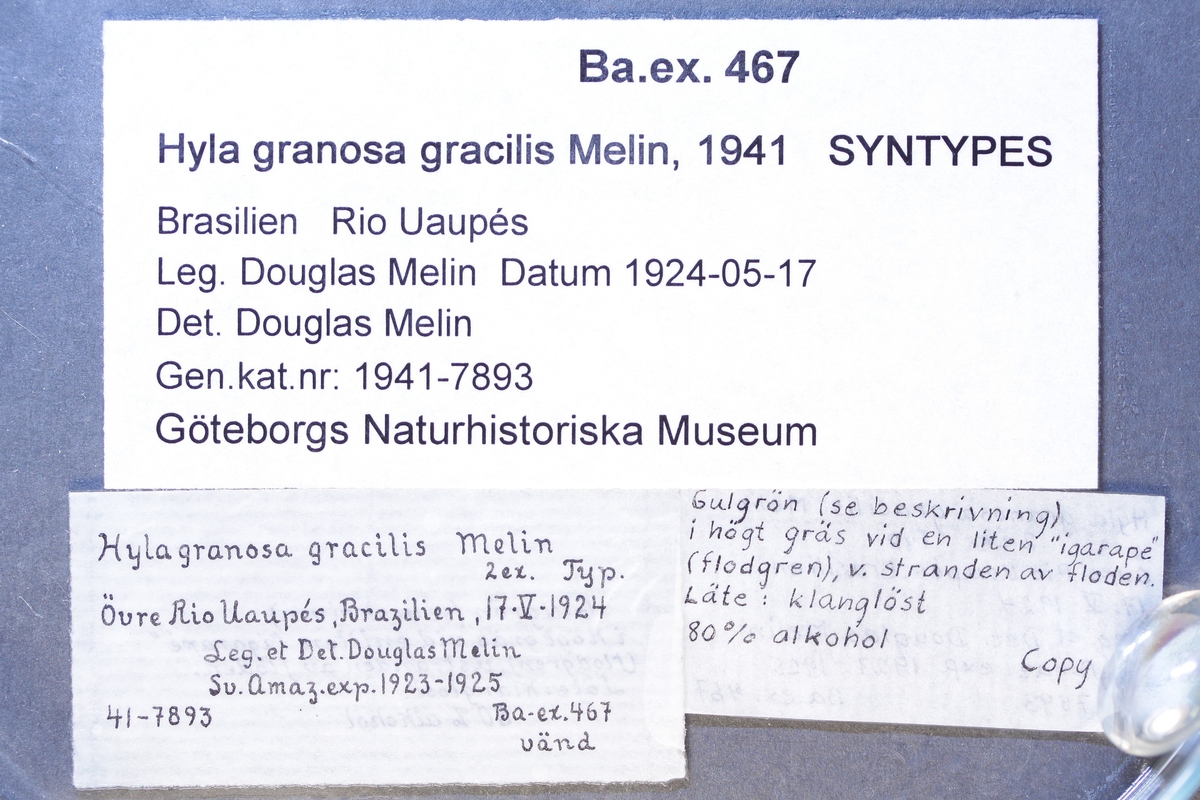 Ba.ex. 467
Hyla granosa gracilis Melin, 1941 SYNTYPES
Brasilien Rio Uaupés
Leg. Douglas Melin Datum 1924-05-17
Det. Douglas Melin
Gen.kat.nr: 1941-7893
Göteborgs Naturhistoriska Museum
Hyla granosa gracilis Melin
2ex. Typ.
Övre Rio Uaupés, Brazilien, 17·V·1924
Leg. et Det. Douglas Melin
Sv. Amaz. exp. 1923-1925
41-7893 Ba-ex. 467
vänd
Gulgrön (se beskrivning)
i högt gräs vid en liten "igarape"
(flodgren), v. stranden av floden.
Läte: klanglöst
80% alkohol
Copy